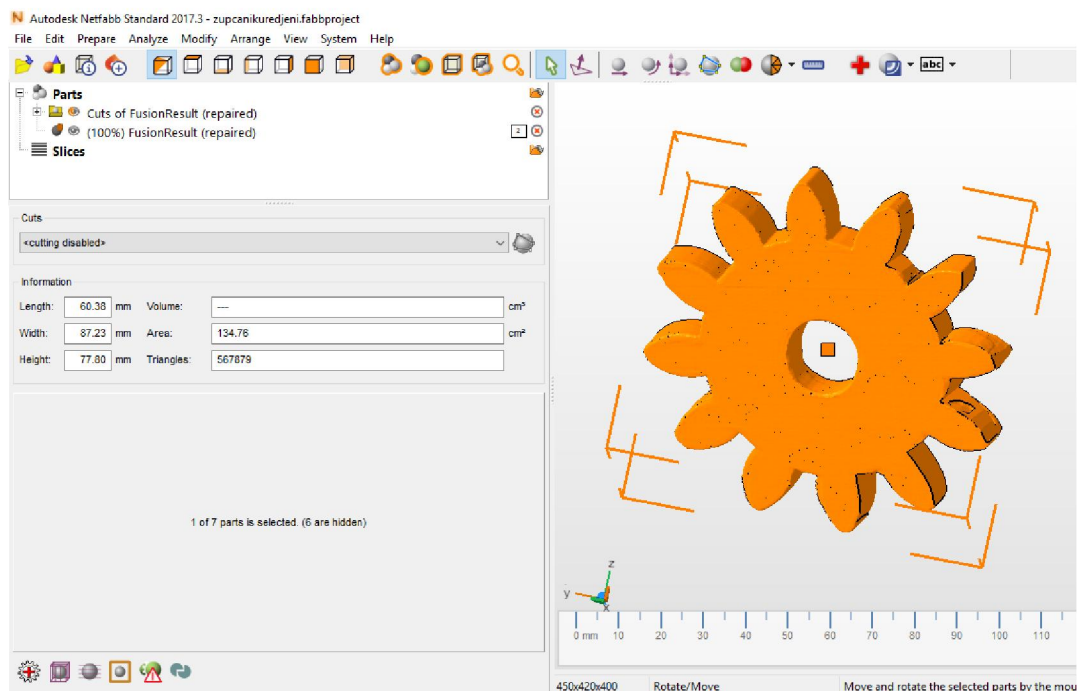 Autodesk Netfabb Standard 2017.3 - zupcanikuredjeni.fabbproject
File Edit Prepare Analyze Modify Arrange View System Help
abc
Parts
Cuts of FusionResult (repaired)
(100%) FusionResult (repaired) 2
Slices
Cuts
<cutting disabled>
Information
Length: 60.38 mm Volume: --- cm³
Width: 87.23 mm Area: 134.76 cm²
Height: 77.80 mm Triangles: 567879
1 of 7 parts is selected. (6 are hidden)
z
y
x
0 mm 10 20 30 40 50 60 70 80 90 100 110
450x420x400 Rotate/Move Move and rotate the selected parts by the mou